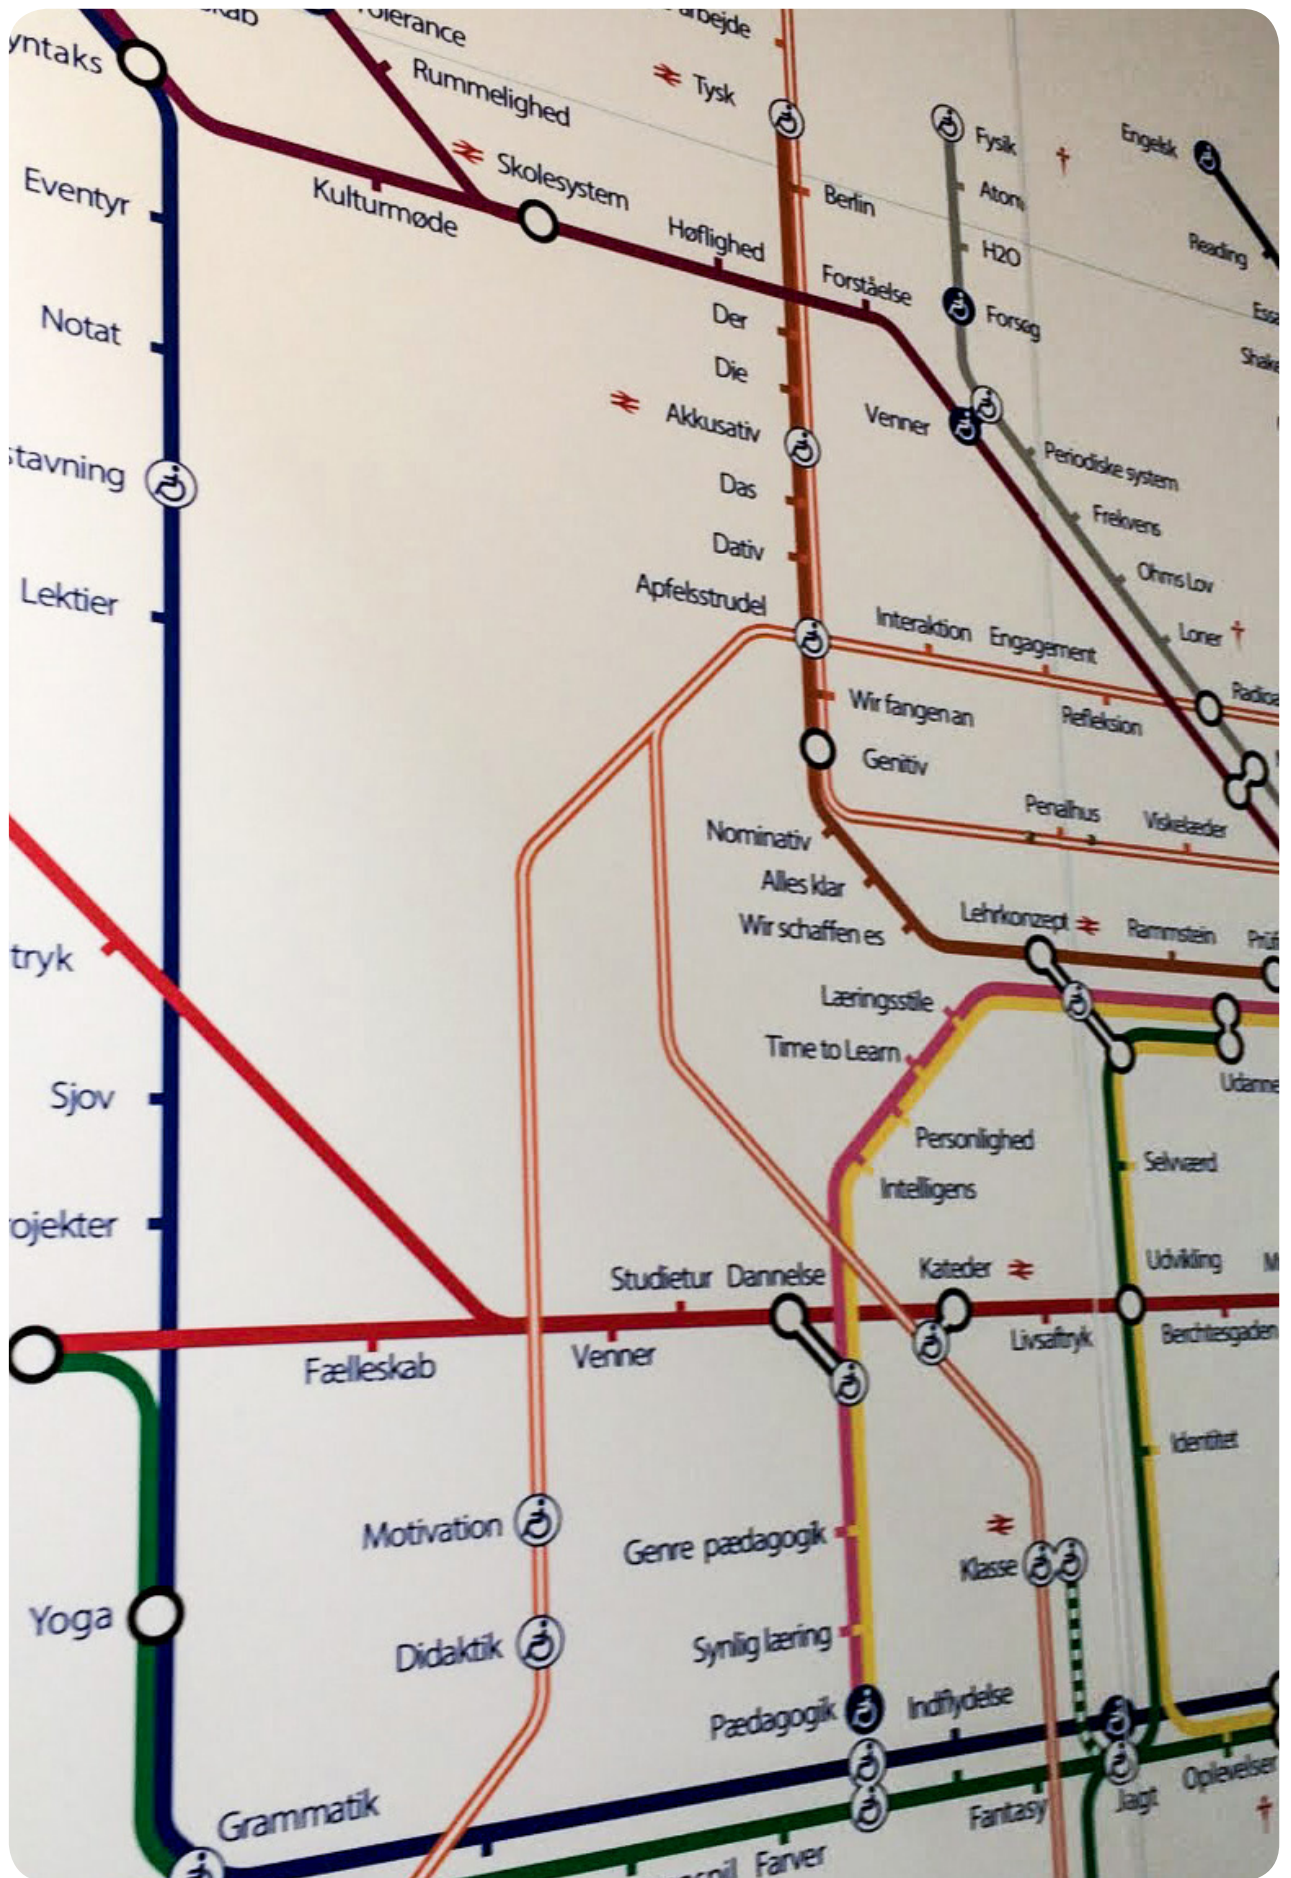 Tysk
Rummelighed
Engelsk
Fysik
Skolesystem
Atom
Eventyr
Kulturmøde
Berlin
Høflighed
H2O
Reading
Forståelse
Der
Forsøg
Notat
Die
Akkusativ
Venner
Periodiske system
Das
Frekvens
Dativ
Ohms Lov
Lektier
Apfelsstrudel
Interaktion
Engagement
Loner
Wir fangen an
Refleksion
Genitiv
Penalhus
Viskelæder
Nominativ
Alles klar
Lehrkonzept
Rammstein
Wir schaffen es
Læringsstile
Time to Learn
Sjov
Personlighed
Selvværd
Intelligens
Studietur
Dannelse
Kateder
Udvikling
Fælleskab
Venner
Livsaftryk
Berchtesgaden
Identitet
Motivation
Genre pædagogik
Klasse
Yoga
Didaktik
Synlig læring
Pædagogik
Indflydelse
Grammatik
Fantasy
Jagt
Oplevelser
Farver